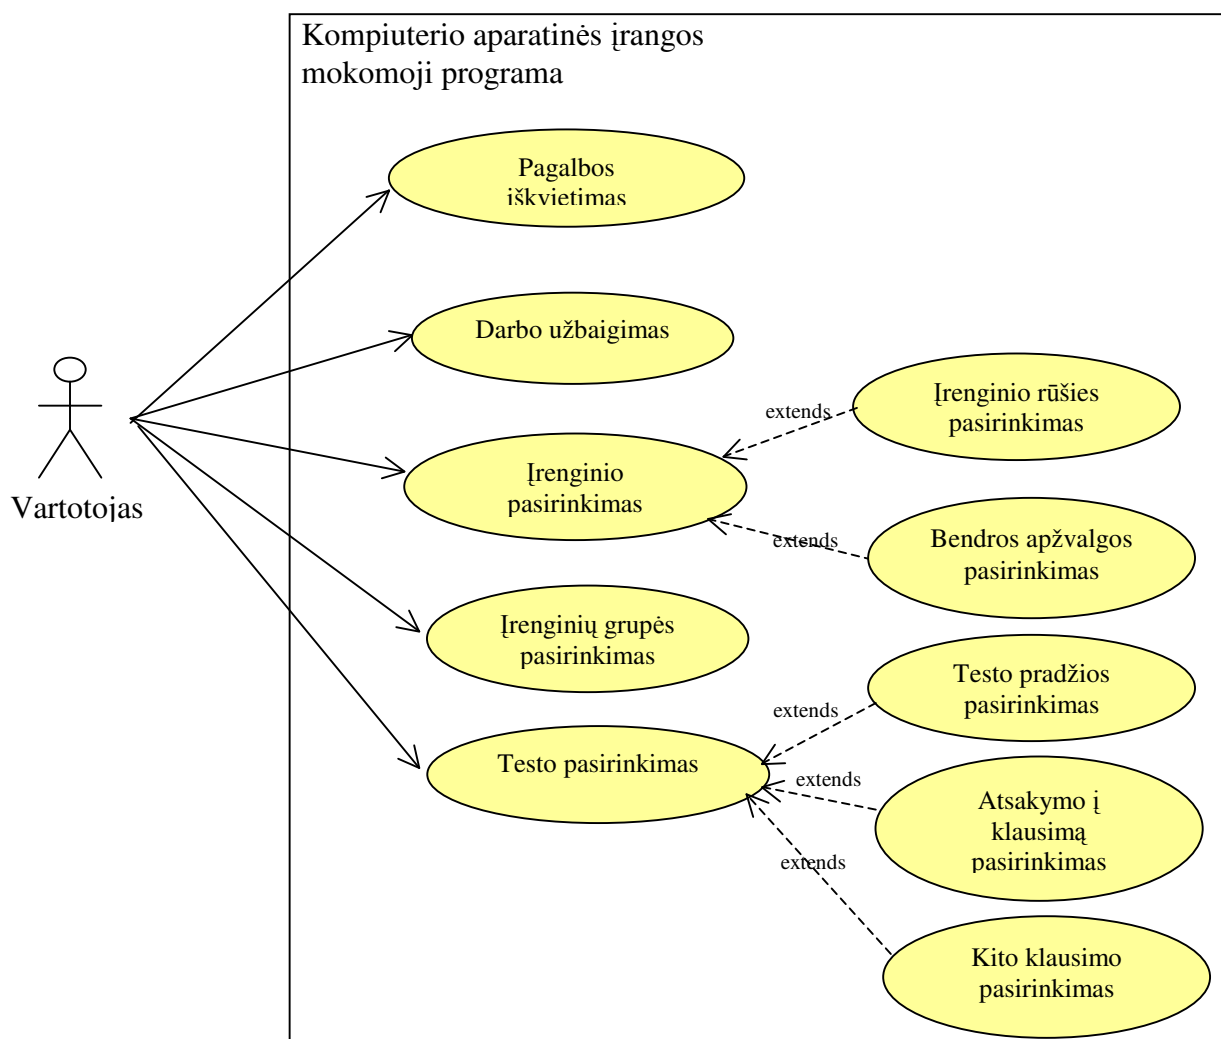 Kompiuterio aparatinės įrangos
mokomoji programa
Pagalbos
iškvietimas
Darbo užbaigimas
Įrenginio rūšies
pasirinkimas
extends
Įrenginio
pasirinkimas
Vartotojas
Bendros apžvalgos
pasirinkimas
extends
Įrenginių grupės
pasirinkimas
Testo pradžios
pasirinkimas
extends
Testo pasirinkimas
extends
Atsakymo į
klausimą
pasirinkimas
extends
Kito klausimo
pasirinkimas